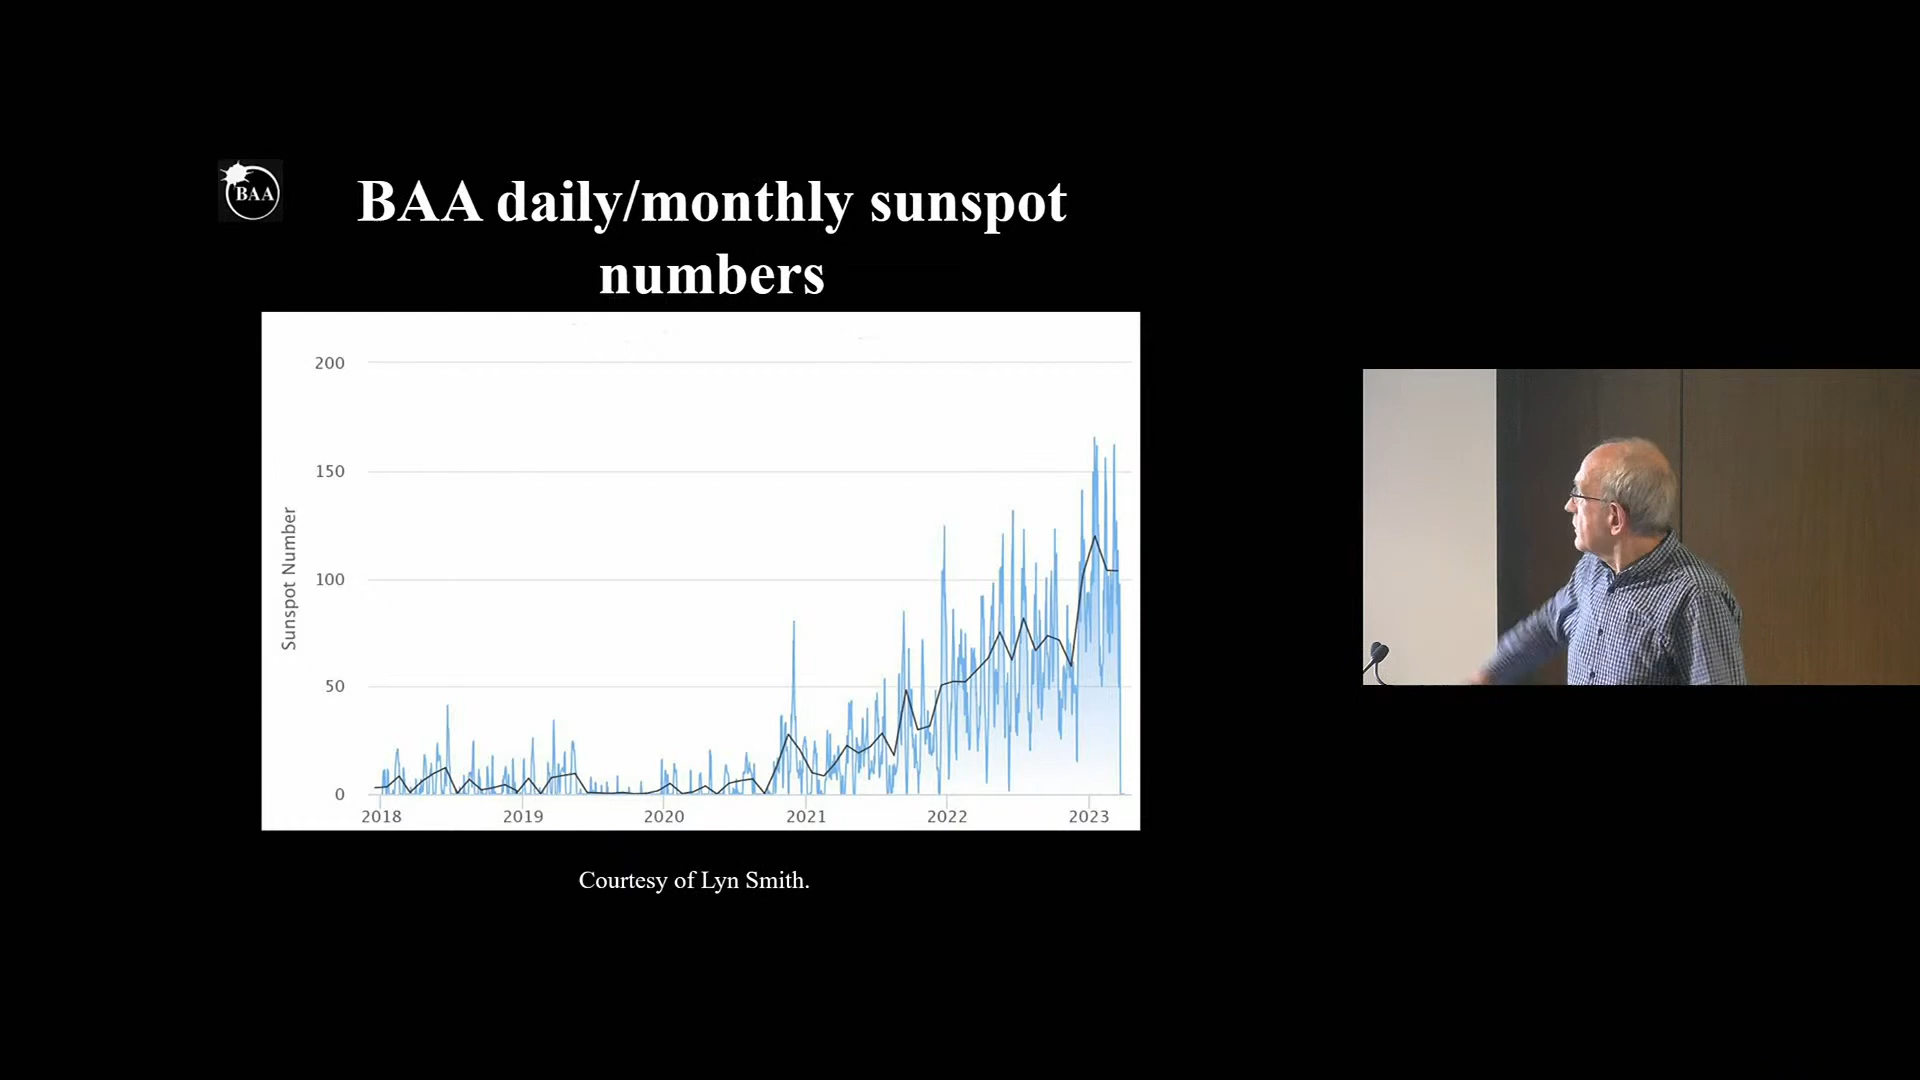 BAA
BAA daily/monthly sunspot
numbers
200
150
100
50
0
Sunspot Number
2018 2019 2020 2021 2022 2023
Courtesy of Lyn Smith.